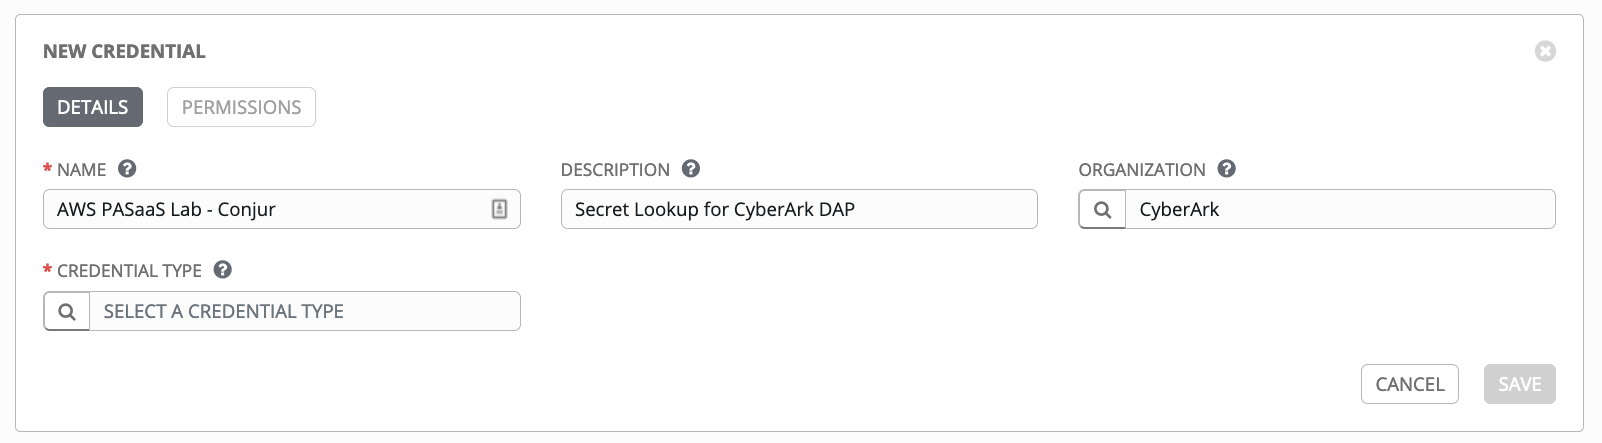 NEW CREDENTIAL
DETAILS PERMISSIONS
* NAME ? DESCRIPTION ? ORGANIZATION ?
AWS PASaaS Lab - Conjur Secret Lookup for CyberArk DAP CyberArk
* CREDENTIAL TYPE ?
SELECT A CREDENTIAL TYPE
CANCEL SAVE